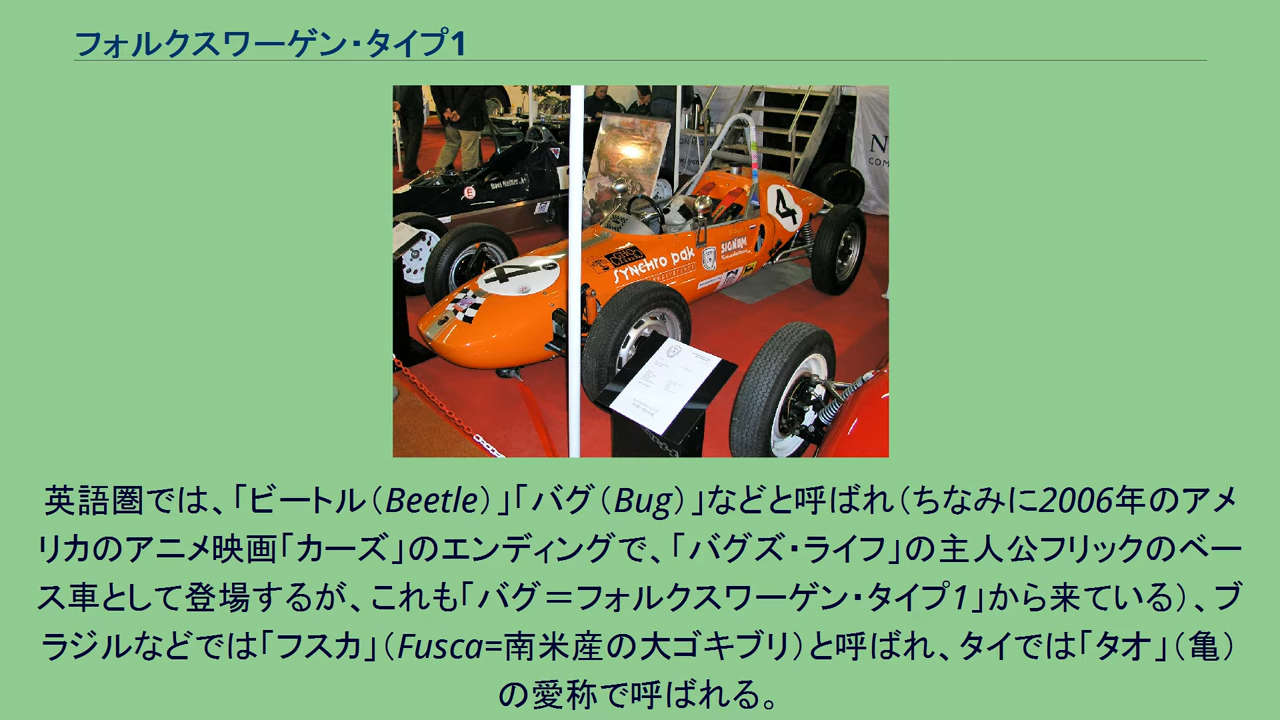 フォルクスワーゲン・タイプ1
4
4
SYNCHRO pak
SIGNUM
N
COM
E
英語圏では、「ビートル（Beetle）」「バグ（Bug）」などと呼ばれ（ちなみに2006年のアメ
リカのアニメ映画「カーズ」のエンディングで、「バグズ・ライフ」の主人公フリックのベー
ス車として登場するが、これも「バグ＝フォルクスワーゲン・タイプ1」から来ている）、ブ
ラジルなどでは「フスカ」（Fusca=南米産の大ゴキブリ）と呼ばれ、タイでは「タオ」（亀）
の愛称で呼ばれる。